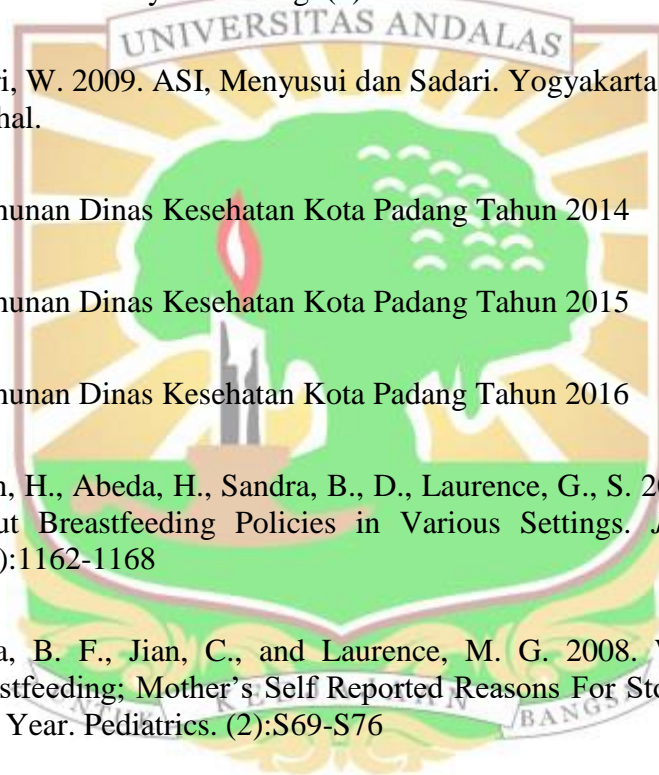 UNIVERSITAS ANDALAS
ri, W. 2009. ASI, Menyusui dan Sadari. Yogyakarta
hal.
hunan Dinas Kesehatan Kota Padang Tahun 2014
hunan Dinas Kesehatan Kota Padang Tahun 2015
hunan Dinas Kesehatan Kota Padang Tahun 2016
H., Abeda, H., Sandra, B., D., Laurence, G., S.
ut Breastfeeding Policies in Various Settings.
):1162-1168
a, B. F., Jian, C., and Laurence, M. G. 2008.
stfeeding; Mother's Self Reported Reasons For
Year. Pediatrics. (2):S69-S76
BANGS